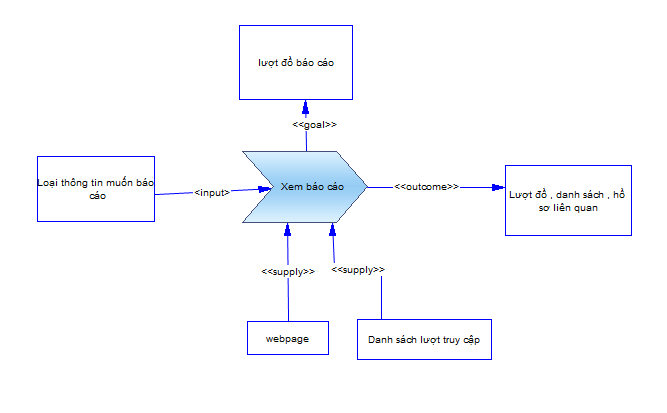 lượt đồ báo cáo
<<goal>>
Loại thông tin muốn báo
cáo
<input>
Xem báo cáo
<<outcome>>
Lượt đồ , danh sách , hồ
sơ liên quan
<<supply>>
<<supply>>
webpage
Danh sách lượt truy cập